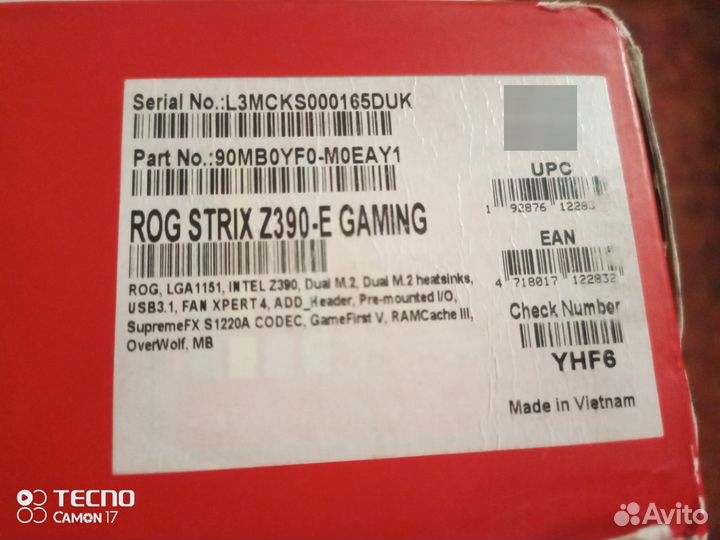 Serial No.:L3MCKS000165DUK
Part No.:90MB0YF0-M0EAY1
ROG STRIX Z390-E GAMING
ROG, LGA1151, INTEL Z390, Dual M.2, Dual M.2 heatsinks,
USB3.1, FAN XPERT 4, ADD_Header, Pre-mounted I/O,
SupremeFX S1220A CODEC, GameFirst V, RAMCache III,
OverWolf, MB
UPC
1 92876
EAN
4 718017 122832
Check Number
YHF6
Made in Vietnam
TECNO
CAMON 17
Avito